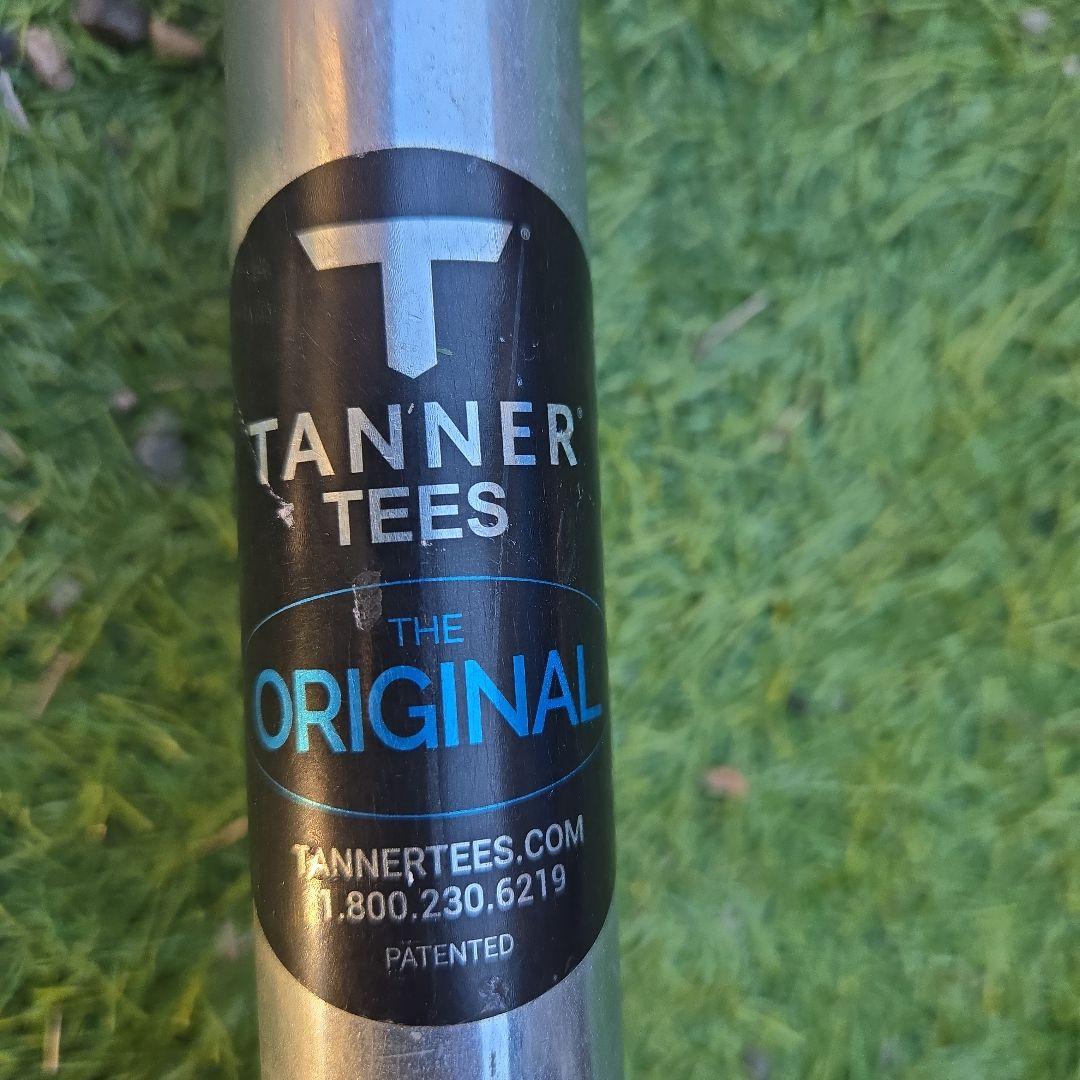 T®
TANNER®
TEES
THE
ORIGINAL
TANNERTEES.COM
1.800.230.6219
PATENTED